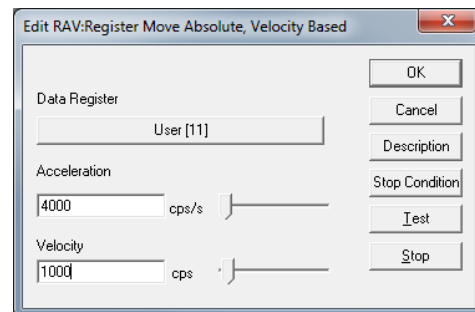 Edit RAV:Register Move Absolute, Velocity Based
OK
Data Register
Cancel
User [11]
Description
Acceleration
Stop Condition
4000
cps/s
Test
Velocity
Stop
1000
cps